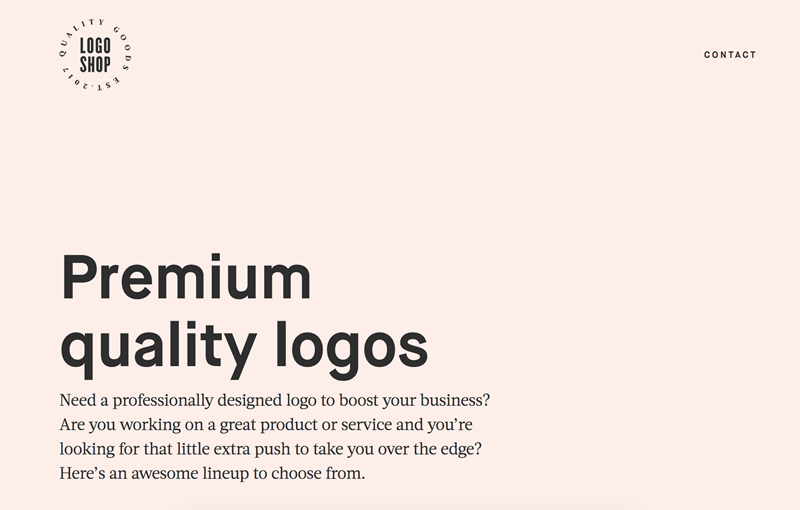 QUALITY GOODS EST. 2017
LOGO
SHOP
CONTACT
Premium
quality logos
Need a professionally designed logo to boost your business?
Are you working on a great product or service and you’re
looking for that little extra push to take you over the edge?
Here’s an awesome lineup to choose from.